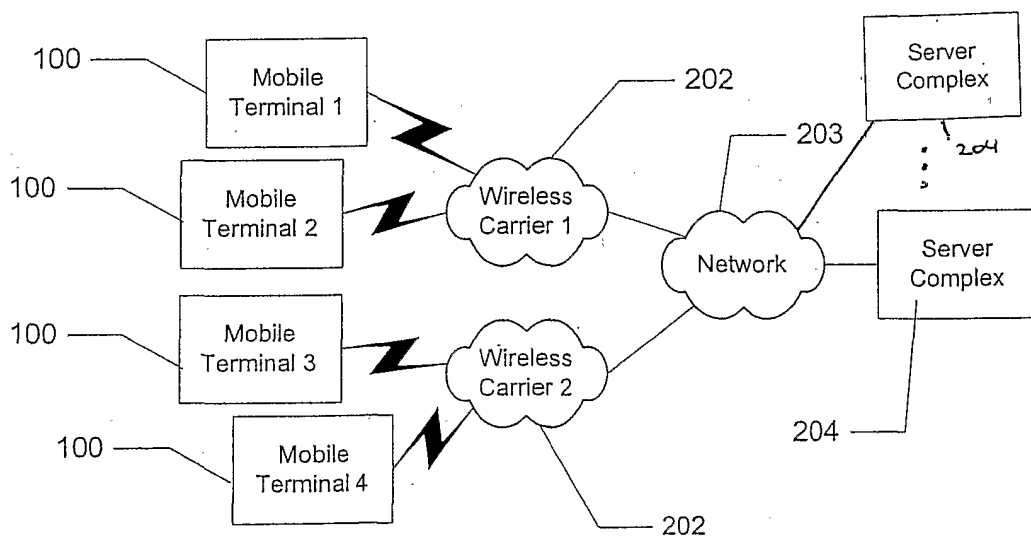 100
Mobile
Terminal 1
100
Mobile
Terminal 2
100
Mobile
Terminal 3
100
Mobile
Terminal 4
202
Wireless
Carrier 1
Wireless
Carrier 2
202
203
Network
Server
Complex
204
Server
Complex
204